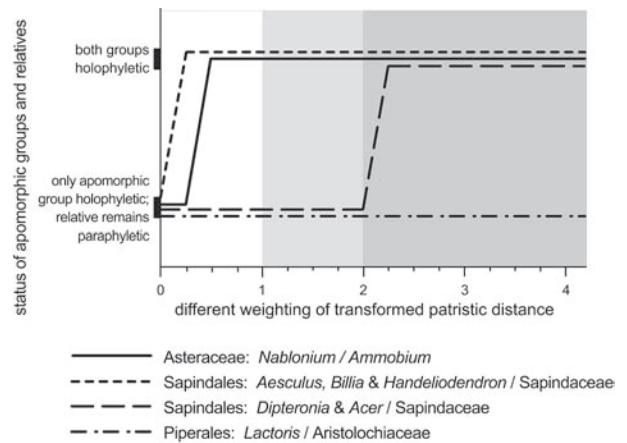 status of apomorphic groups and relatives
both groups
holophyletic
only apomorphic
group holophyletic;
relative remains
paraphyletic
0 1 2 3 4
different weighting of transformed patristic distance
Asteraceae: Nablonium / Ammobium
Sapindales: Aesculus, Billia & Handeliodendron / Sapindaceae
Sapindales: Dipteronia & Acer / Sapindaceae
Piperales: Lactoris / Aristolochiaceae